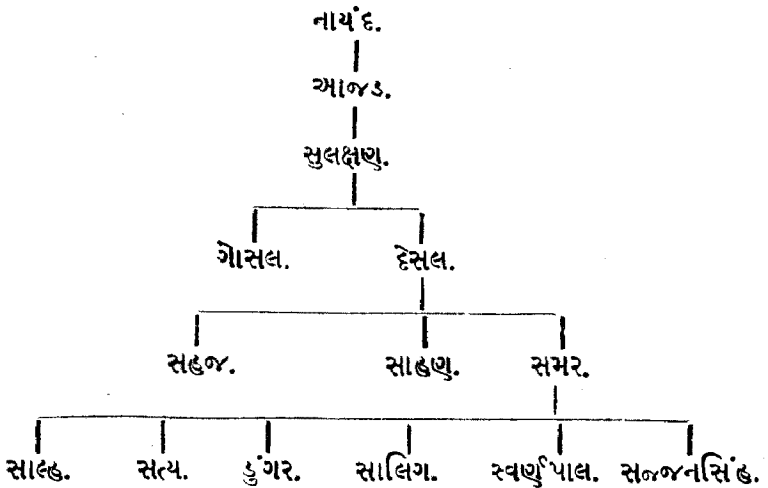 નાયંદ.
આજડ.
સુલક્ષણ.
ગોસલ. દેસલ.
સહજ. સાહણ. સમર.
સાલ્હ. સત્ય. ડુંગર. સાલિગ. સ્વર્ણપાલ. સજ્જનસિંહ.